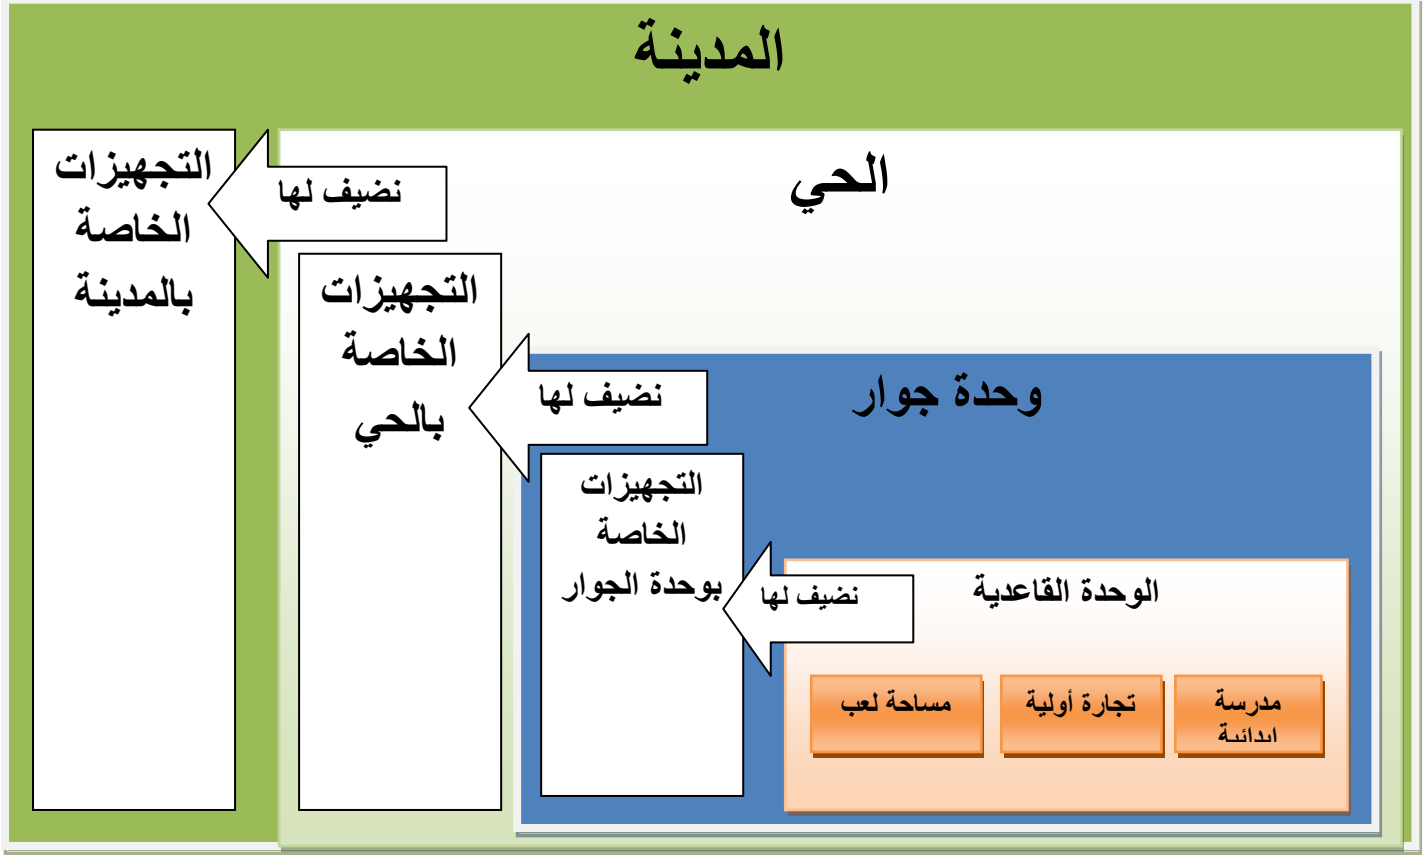 المدينة
الحي
نضيف لها
التجهيزات
الخاصة
بالمدينة
وحدة جوار
نضيف لها
التجهيزات
الخاصة
بالحي
الوحدة القاعدية
نضيف لها
التجهيزات
الخاصة
بوحدة الجوار
مدرسة
تجارة أولية
مساحة لعب